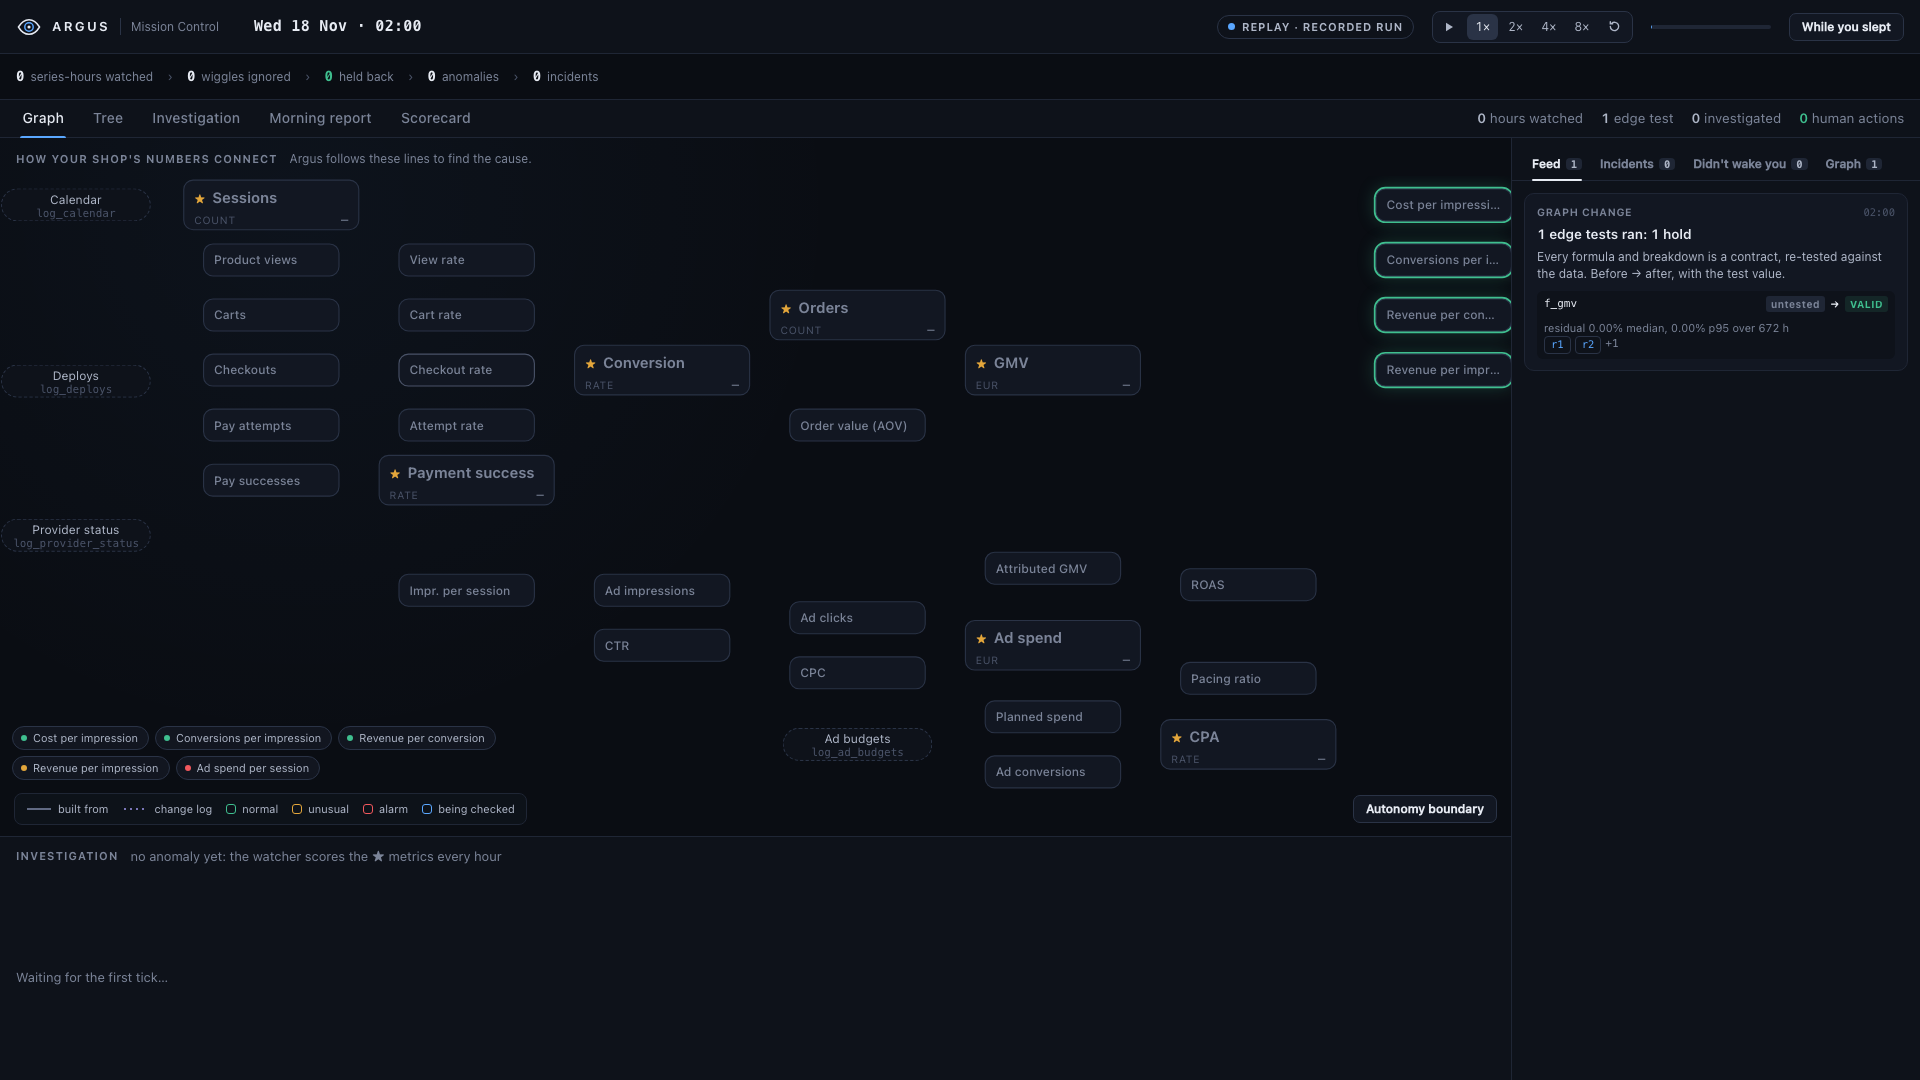 ARGUS Mission Control Wed 18 Nov · 02:00 REPLAY · RECORDED RUN 1× 2× 4× 8× While you slept
0 series-hours watched › 0 wiggles ignored › 0 held back › 0 anomalies › 0 incidents
Graph Tree Investigation Morning report Scorecard 0 hours watched 1 edge test 0 investigated 0 human actions
HOW YOUR SHOP'S NUMBERS CONNECT Argus follows these lines to find the cause.
Calendar
log_calendar
★ Sessions
COUNT –
Cost per impressi...
Product views
View rate
Conversions per i...
Carts
Cart rate
★ Orders
COUNT –
Revenue per con...
Deploys
log_deploys
Checkouts
Checkout rate
★ Conversion
RATE –
★ GMV
EUR –
Revenue per impr...
Pay attempts
Attempt rate
Order value (AOV)
Pay successes
★ Payment success
RATE –
Provider status
log_provider_status
Impr. per session
Ad impressions
Attributed GMV
ROAS
Ad clicks
CTR
★ Ad spend
EUR –
CPC
Pacing ratio
Planned spend
Ad budgets
log_ad_budgets
★ CPA
RATE –
Ad conversions
Cost per impression Conversions per impression Revenue per conversion
Revenue per impression Ad spend per session
built from change log normal unusual alarm being checked
Autonomy boundary
INVESTIGATION no anomaly yet: the watcher scores the ★ metrics every hour
Waiting for the first tick...
Feed 1 Incidents 0 Didn't wake you 0 Graph 1
GRAPH CHANGE 02:00
1 edge tests ran: 1 hold
Every formula and breakdown is a contract, re-tested against
the data. Before → after, with the test value.
f_gmv untested → VALID
residual 0.00% median, 0.00% p95 over 672 h
r1 r2 +1